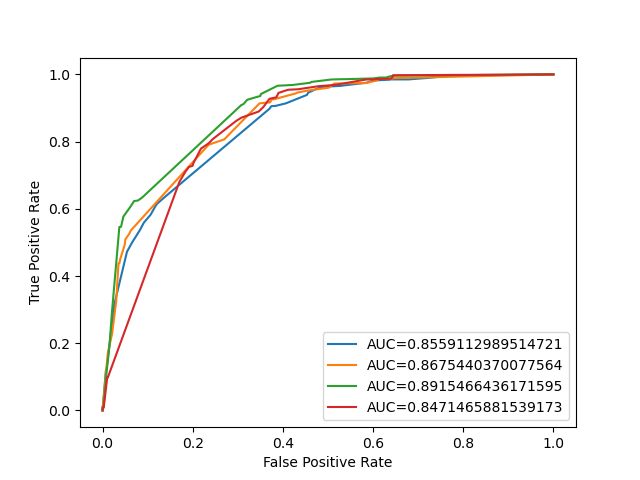 1.0
0.8
0.6
0.4
0.2
0.0
True Positive Rate
AUC=0.8559112989514721
AUC=0.8675440370077564
AUC=0.8915466436171595
AUC=0.8471465881539173
0.0 0.2 0.4 0.6 0.8 1.0
False Positive Rate